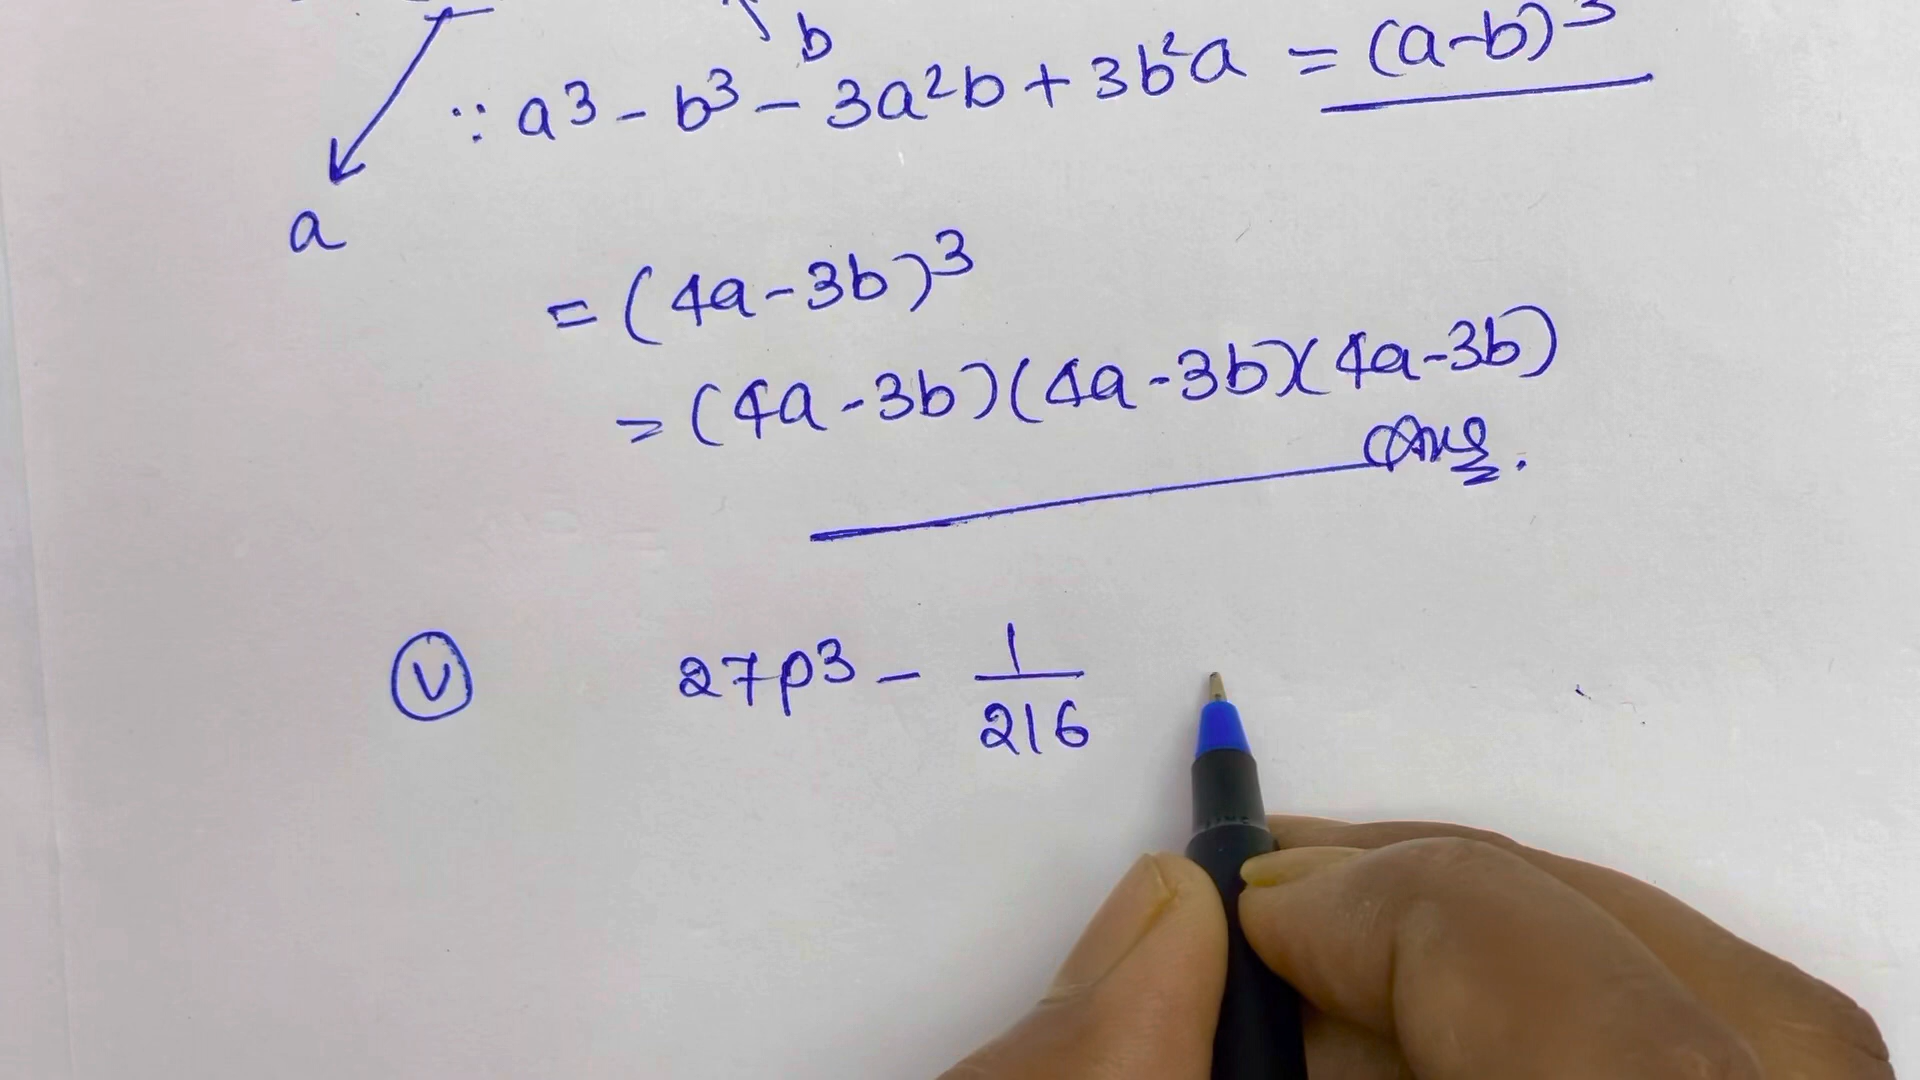 b
∵ a³ - b³ - 3a²b + 3b²a = (a-b)³
a
= (4a-3b)³
= (4a-3b)(4a-3b)(4a-3b)
Ans.
(v) 27p³ - 1/216